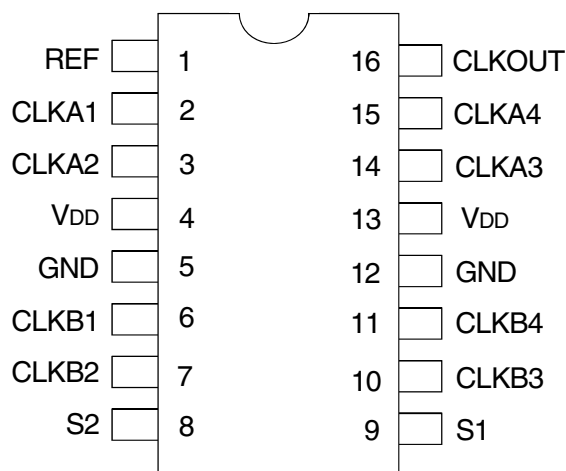 REF 1 16 CLKOUT
CLKA1 2 15 CLKA4
CLKA2 3 14 CLKA3
VDD 4 13 VDD
GND 5 12 GND
CLKB1 6 11 CLKB4
CLKB2 7 10 CLKB3
S2 8 9 S1